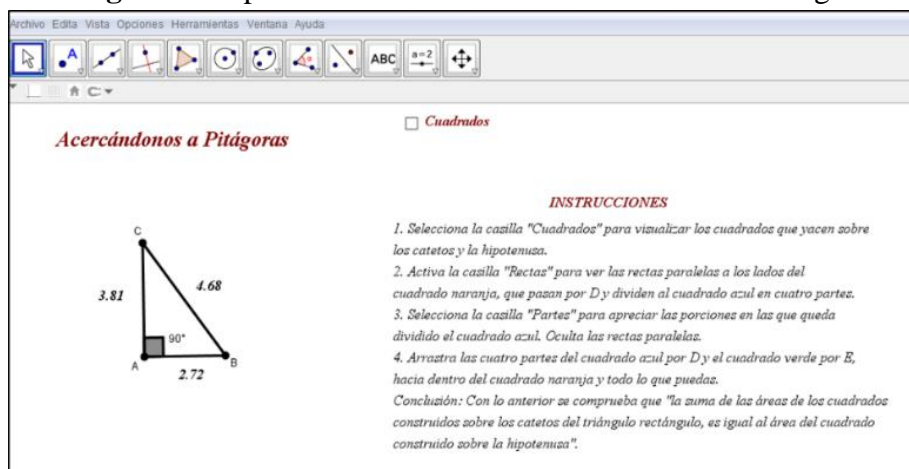 Archivo Edita Vista Opciones Herramientas Ventana Ayuda
A
ABC
a=2
Acercándonos a Pitágoras
Cuadrados
INSTRUCCIONES
1. Selecciona la casilla "Cuadrados" para visualizar los cuadrados que yacen sobre
los catetos y la hipotenusa.
2. Activa la casilla "Rectas" para ver las rectas paralelas a los lados del
cuadrado naranja, que pasan por D y dividen al cuadrado azul en cuatro partes.
3. Selecciona la casilla "Partes" para apreciar las porciones en las que queda
dividido el cuadrado azul. Oculta las rectas paralelas.
4. Arrastra las cuatro partes del cuadrado azul por D y el cuadrado verde por E,
hacia dentro del cuadrado naranja y todo lo que puedas.
Conclusión: Con lo anterior se comprueba que "la suma de las áreas de los cuadrados
construidos sobre los catetos del triángulo rectángulo, es igual al área del cuadrado
construido sobre la hipotenusa".
C
3.81
4.68
90°
A
B
2.72